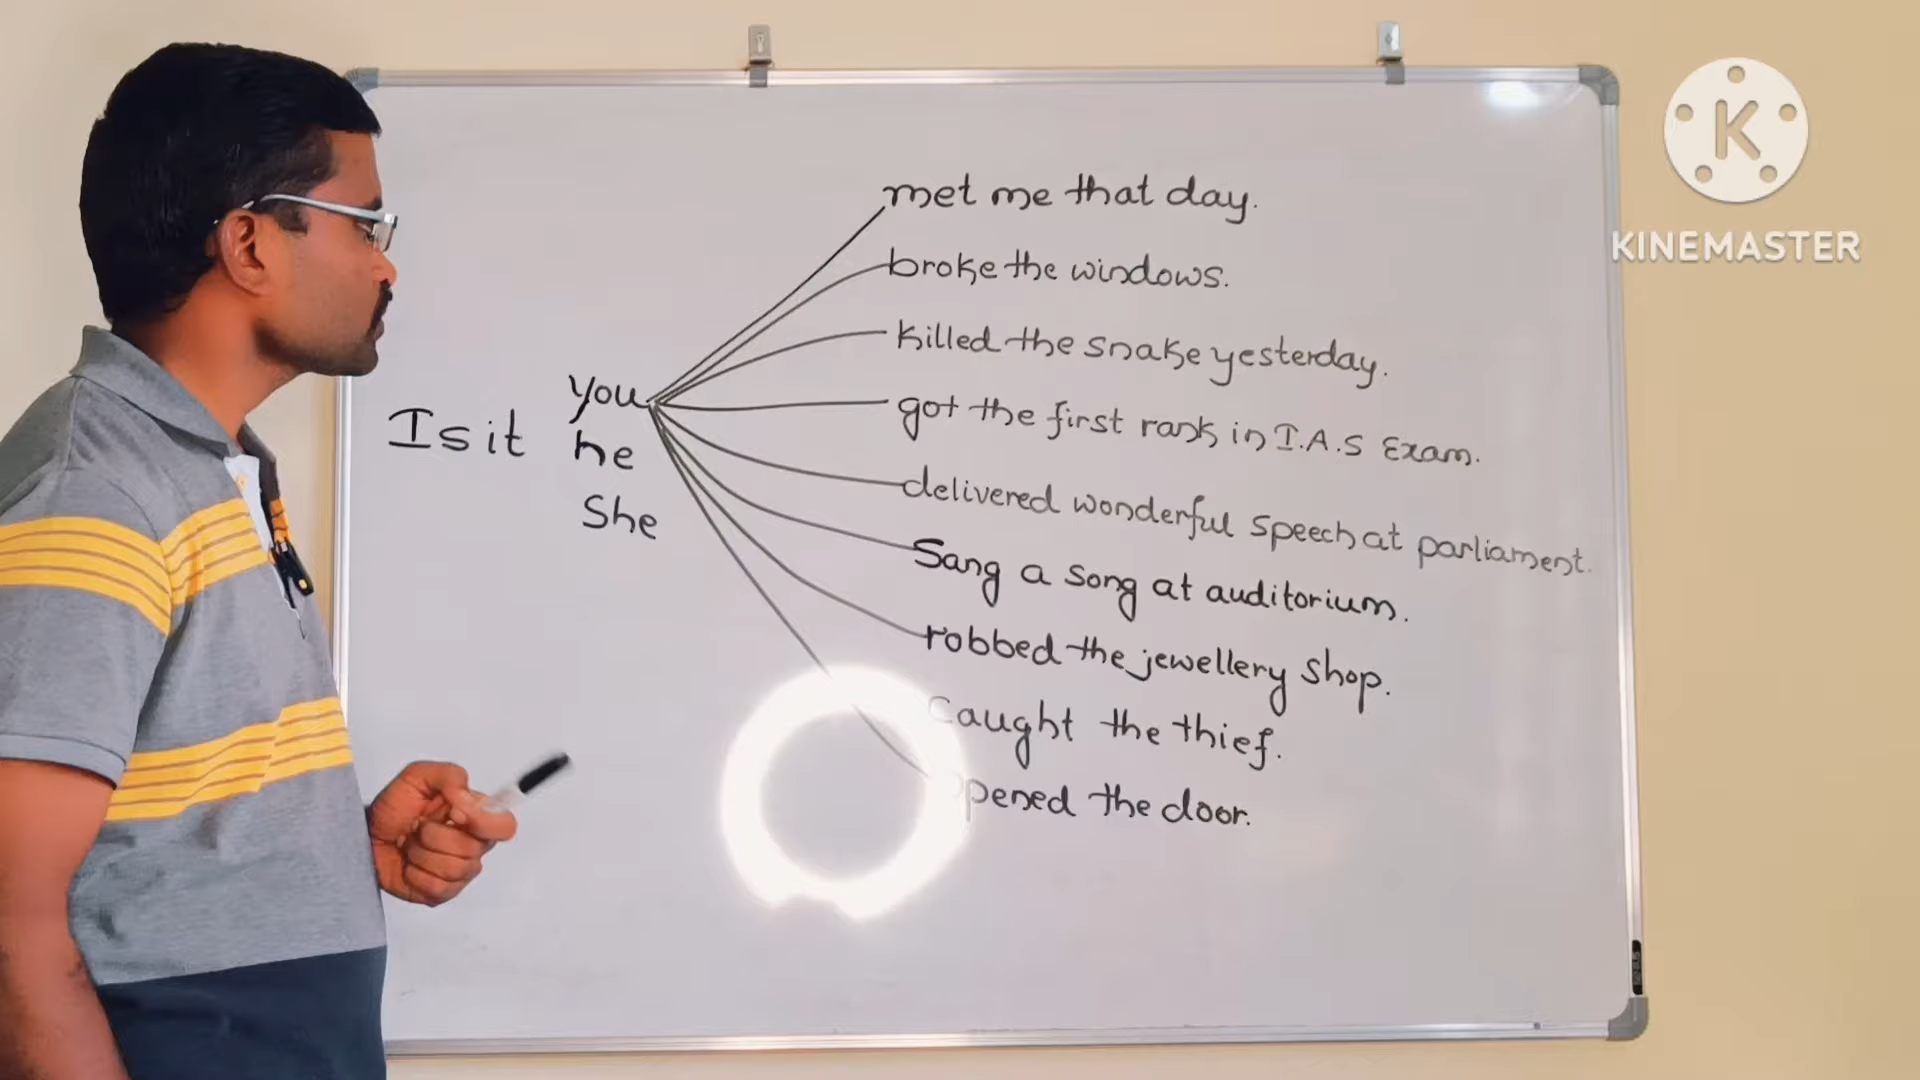 met me that day.
broke the windows.
killed the snake yesterday.
you
got the first rank in I.A.S Exam.
Is it he
delivered wonderful speech at parliament.
She
Sang a song at auditorium.
robbed the jewellery shop.
Caught the thief.
opened the door.
K
KINEMASTER